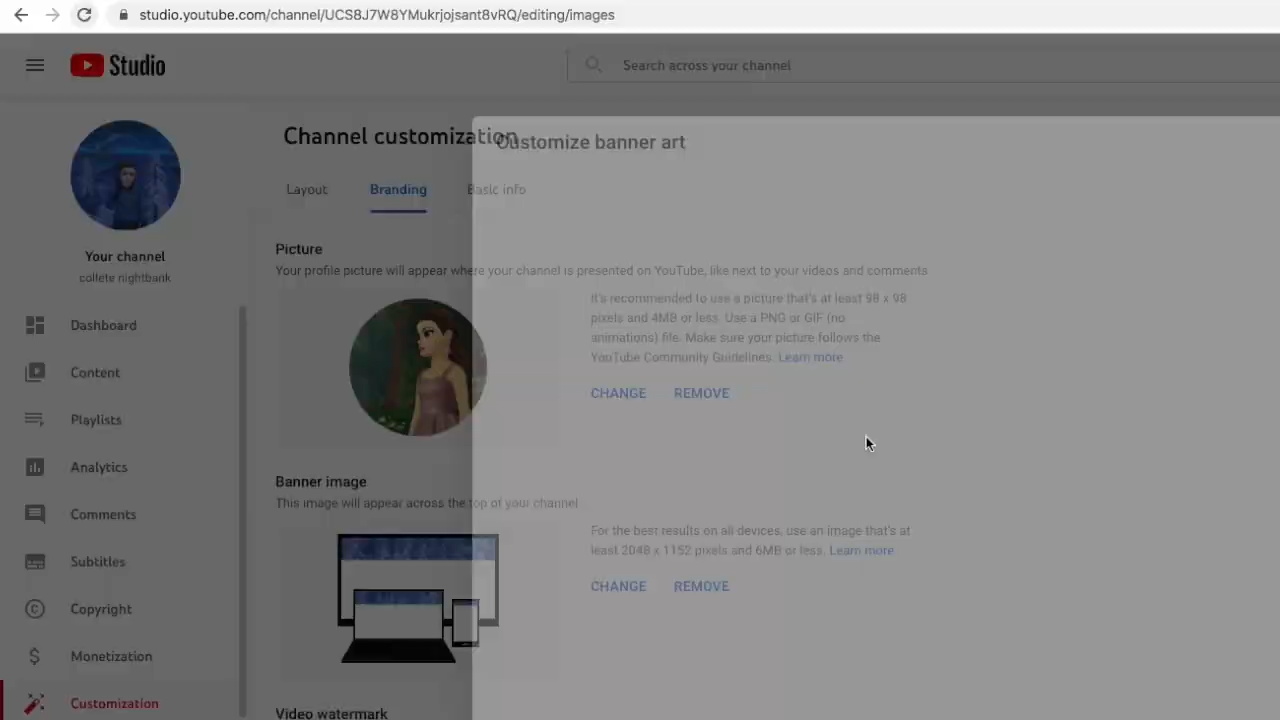 studio.youtube.com/channel/UCS8J7W8YMukrjojsant8vRQ/editing/images
Studio
Search across your channel
Channel customization
Customize banner art
Layout
Branding
Basic info
Your channel
collete nightbank
Dashboard
Content
Playlists
Analytics
Comments
Subtitles
Copyright
Monetization
Customization
Picture
Your profile picture will appear where your channel is presented on YouTube, like next to your videos and comments
It's recommended to use a picture that's at least 98 x 98
pixels and 4MB or less. Use a PNG or GIF (no
animations) file. Make sure your picture follows the
YouTube Community Guidelines. Learn more
CHANGE REMOVE
Banner image
This image will appear across the top of your channel
For the best results on all devices, use an image that's at
least 2048 x 1152 pixels and 6MB or less. Learn more
CHANGE REMOVE
Video watermark